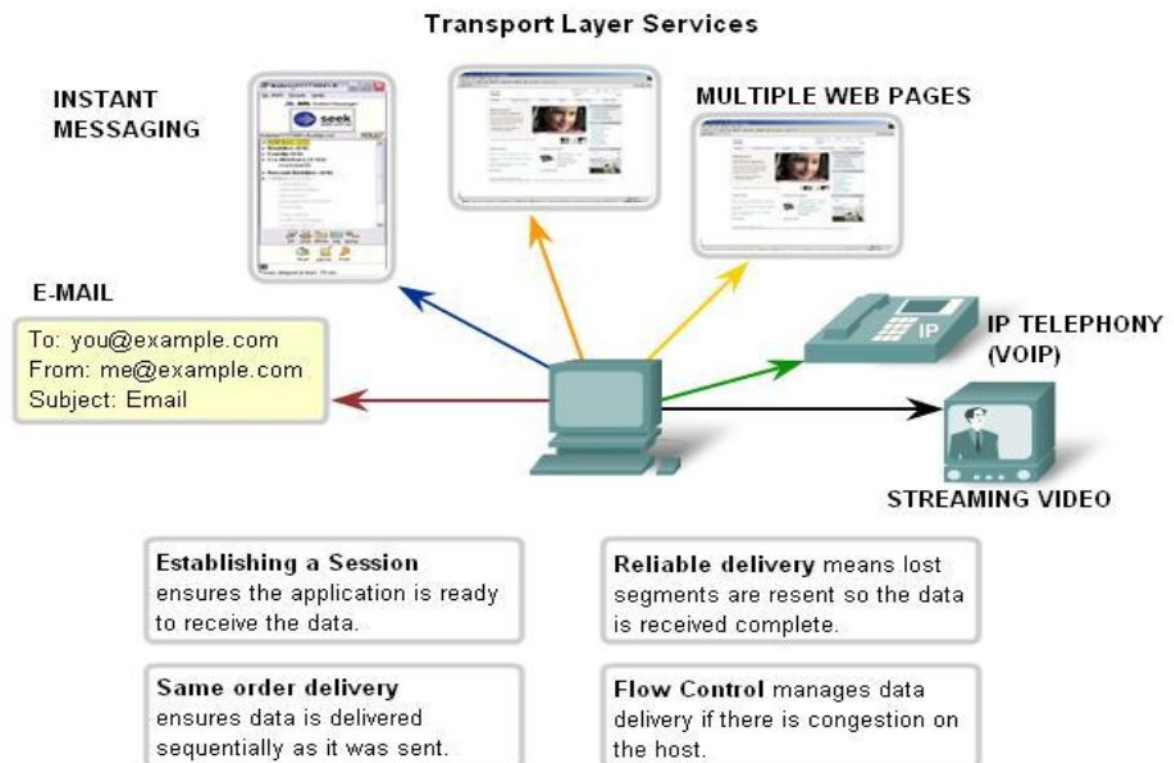 Transport Layer Services
INSTANT
MESSAGING
seek
MULTIPLE WEB PAGES
E-MAIL
To: you@example.com
From: me@example.com
Subject: Email
IP
IP TELEPHONY
(VOIP)
STREAMING VIDEO
Establishing a Session
ensures the application is ready
to receive the data.
Reliable delivery means lost
segments are resent so the data
is received complete.
Same order delivery
ensures data is delivered
sequentially as it was sent.
Flow Control manages data
delivery if there is congestion on
the host.